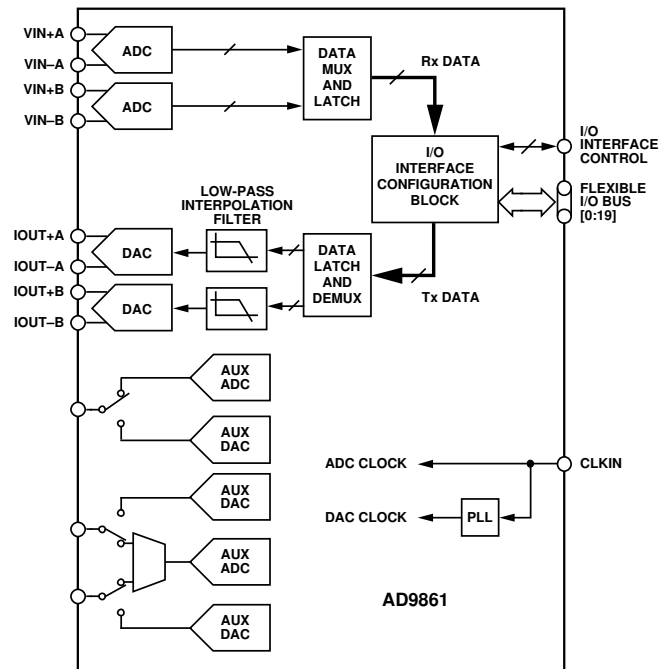 VIN+A
VIN–A
VIN+B
VIN–B
ADC
ADC
DATA
MUX
AND
LATCH
Rx DATA
I/O
INTERFACE
CONFIGURATION
BLOCK
I/O
INTERFACE
CONTROL
FLEXIBLE
I/O BUS
[0:19]
LOW-PASS
INTERPOLATION
FILTER
IOUT+A
IOUT–A
IOUT+B
IOUT–B
DAC
DAC
DATA
LATCH
AND
DEMUX
Tx DATA
AUX
ADC
AUX
DAC
AUX
DAC
AUX
ADC
AUX
DAC
ADC CLOCK
CLKIN
DAC CLOCK
PLL
AD9861